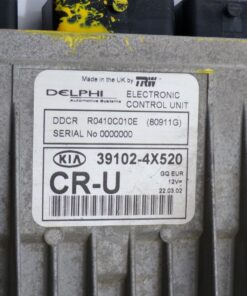 Made in the UK by TRW
DELPHI ELECTRONIC
Automotive Systems CONTROL UNIT
DDCR R0410C010E (80911G)
SERIAL No 0000000
KIA 39102-4X520
CR-U GG EUR
12V=
22.03.02